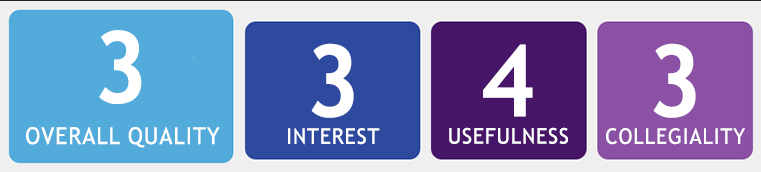 3
OVERALL QUALITY
3
INTEREST
4
USEFULNESS
3
COLLEGIALITY